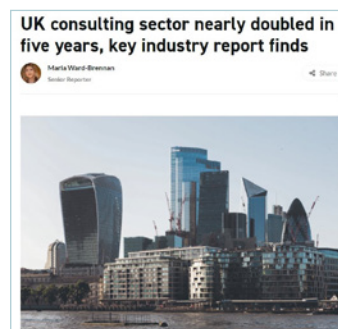 UK consulting sector nearly doubled in
five years, key industry report finds
Maria Ward-Brennan
Senior Reporter
Share